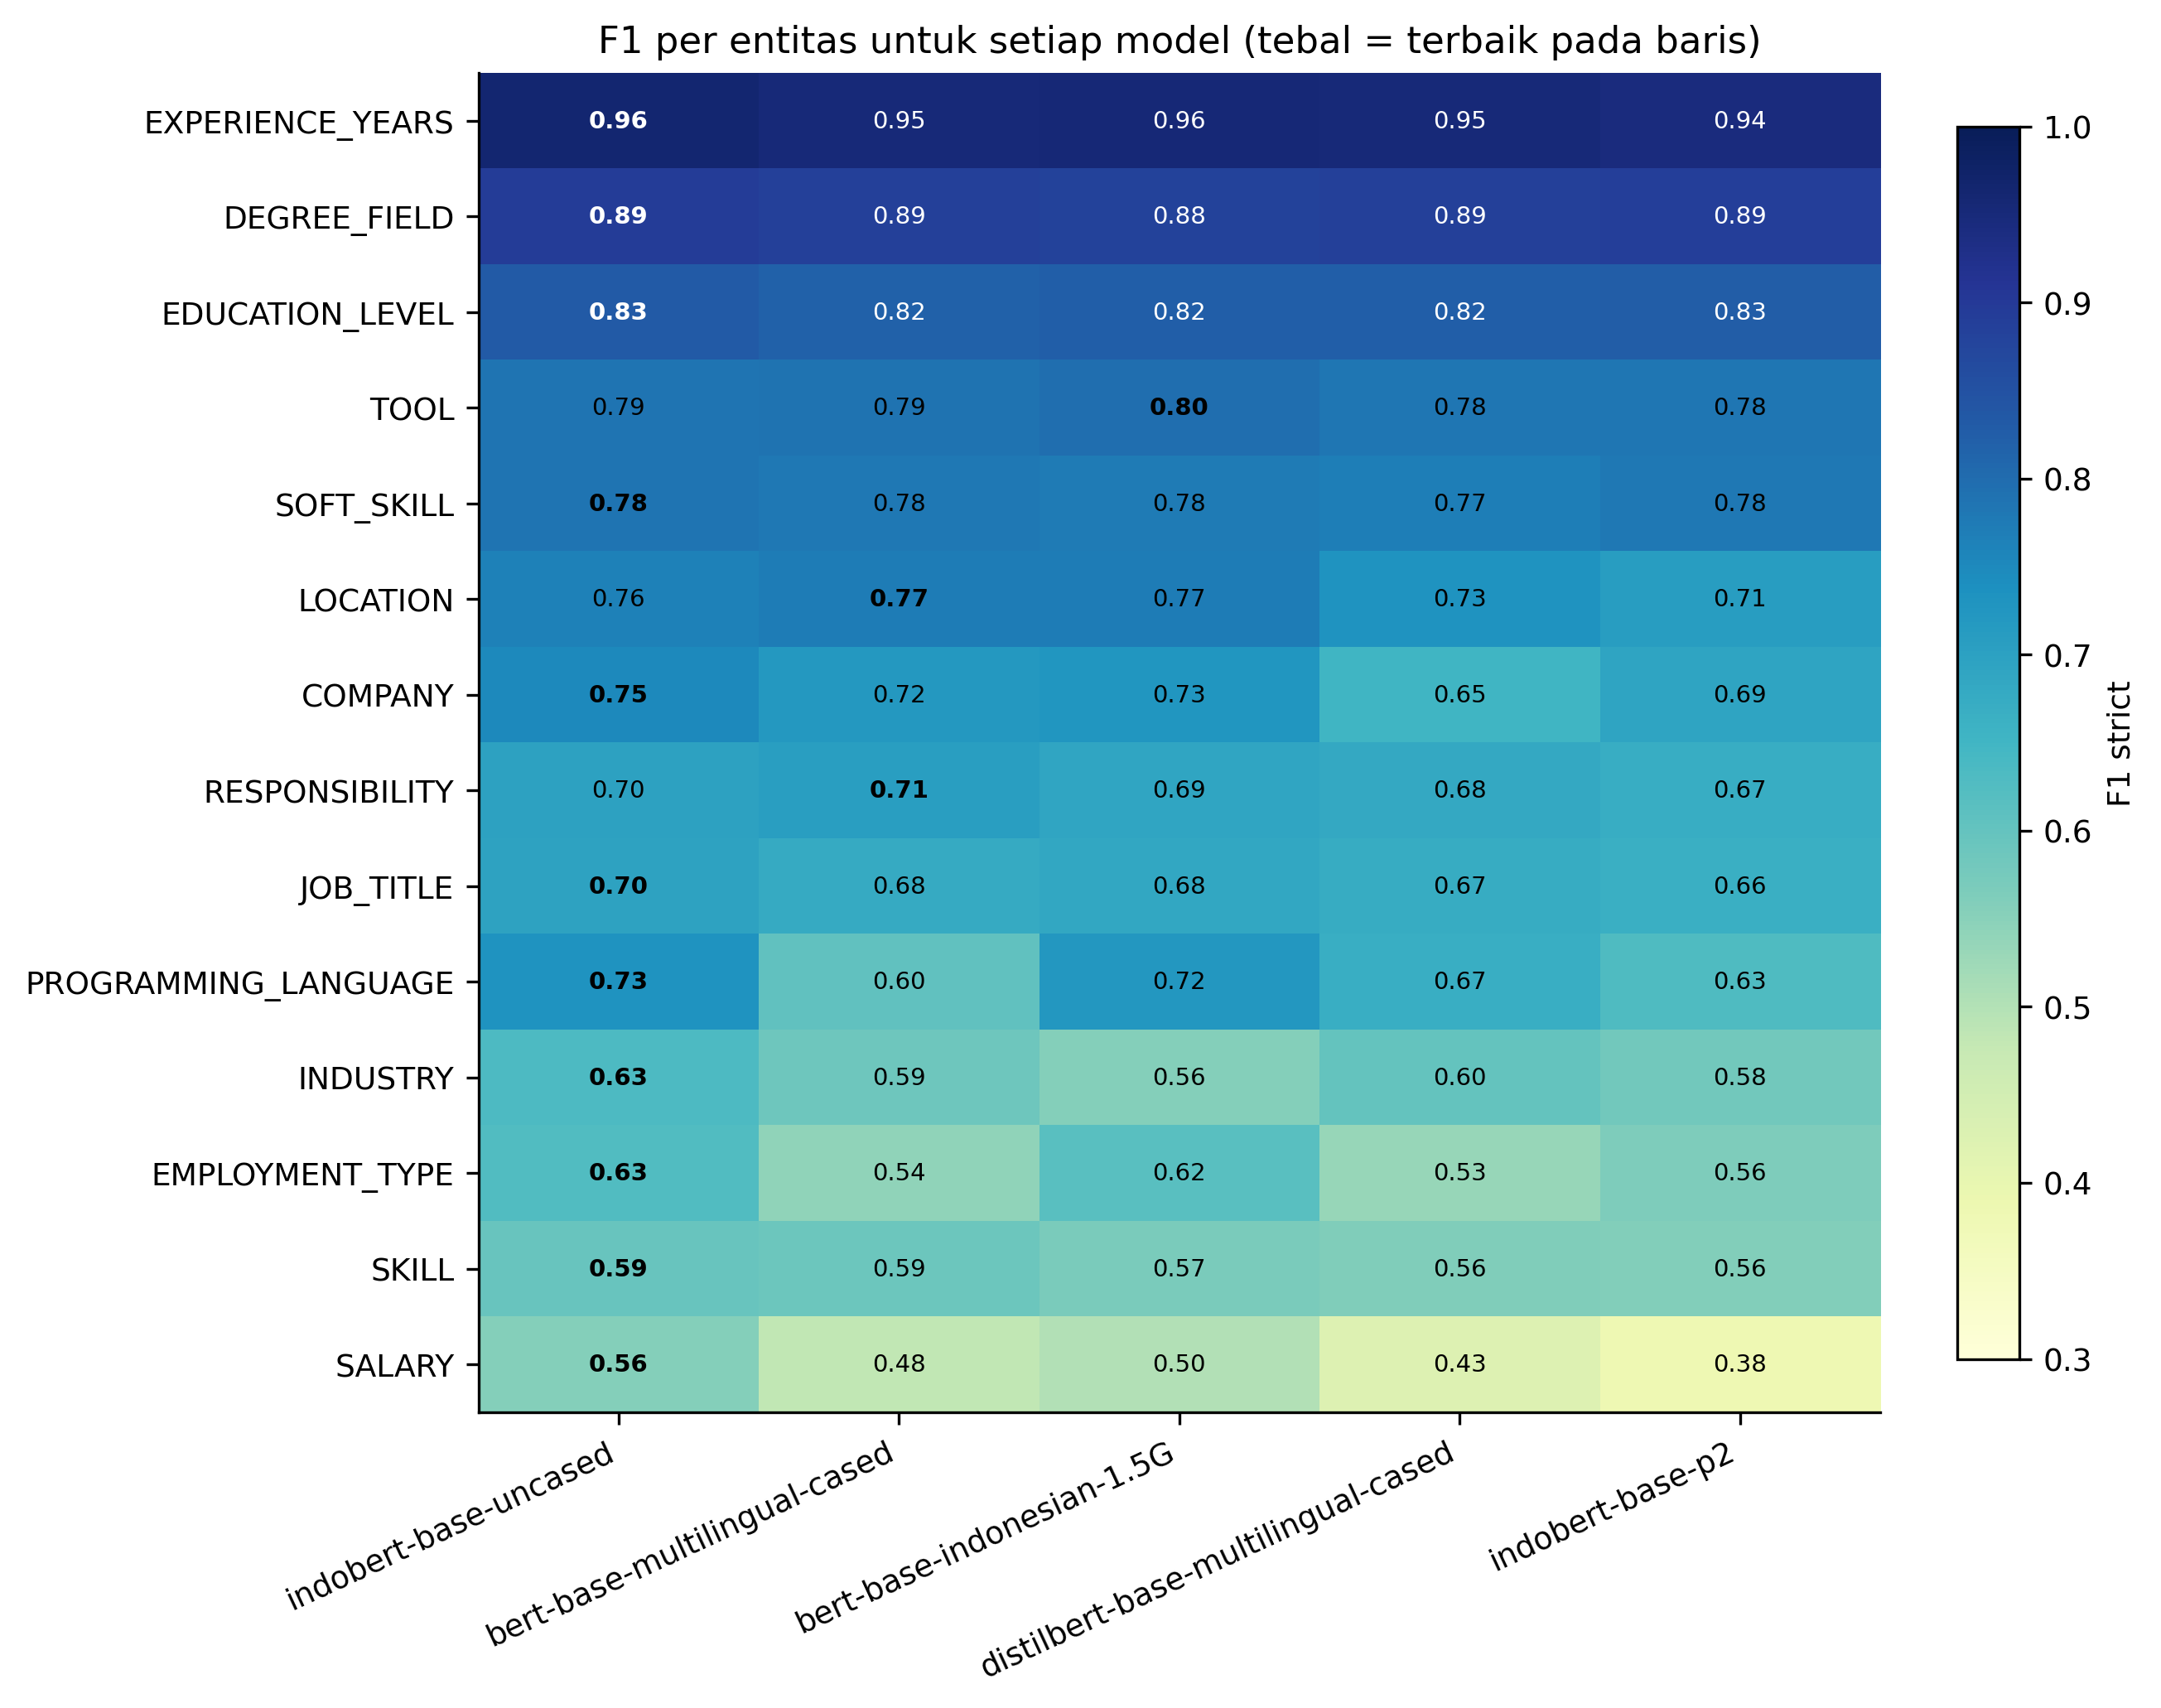 F1 per entitas untuk setiap model (tebal = terbaik pada baris)
EXPERIENCE_YEARS 0.96 0.95 0.96 0.95 0.94
DEGREE_FIELD 0.89 0.89 0.88 0.89 0.89
EDUCATION_LEVEL 0.83 0.82 0.82 0.82 0.83
TOOL 0.79 0.79 0.80 0.78 0.78
SOFT_SKILL 0.78 0.78 0.78 0.77 0.78
LOCATION 0.76 0.77 0.77 0.73 0.71
COMPANY 0.75 0.72 0.73 0.65 0.69
RESPONSIBILITY 0.70 0.71 0.69 0.68 0.67
JOB_TITLE 0.70 0.68 0.68 0.67 0.66
PROGRAMMING_LANGUAGE 0.73 0.60 0.72 0.67 0.63
INDUSTRY 0.63 0.59 0.56 0.60 0.58
EMPLOYMENT_TYPE 0.63 0.54 0.62 0.53 0.56
SKILL 0.59 0.59 0.57 0.56 0.56
SALARY 0.56 0.48 0.50 0.43 0.38
indobert-base-uncased
bert-base-multilingual-cased
bert-base-indonesian-1.5G
distilbert-base-multilingual-cased
indobert-base-p2
1.0
0.9
0.8
0.7
0.6
0.5
0.4
0.3
F1 strict